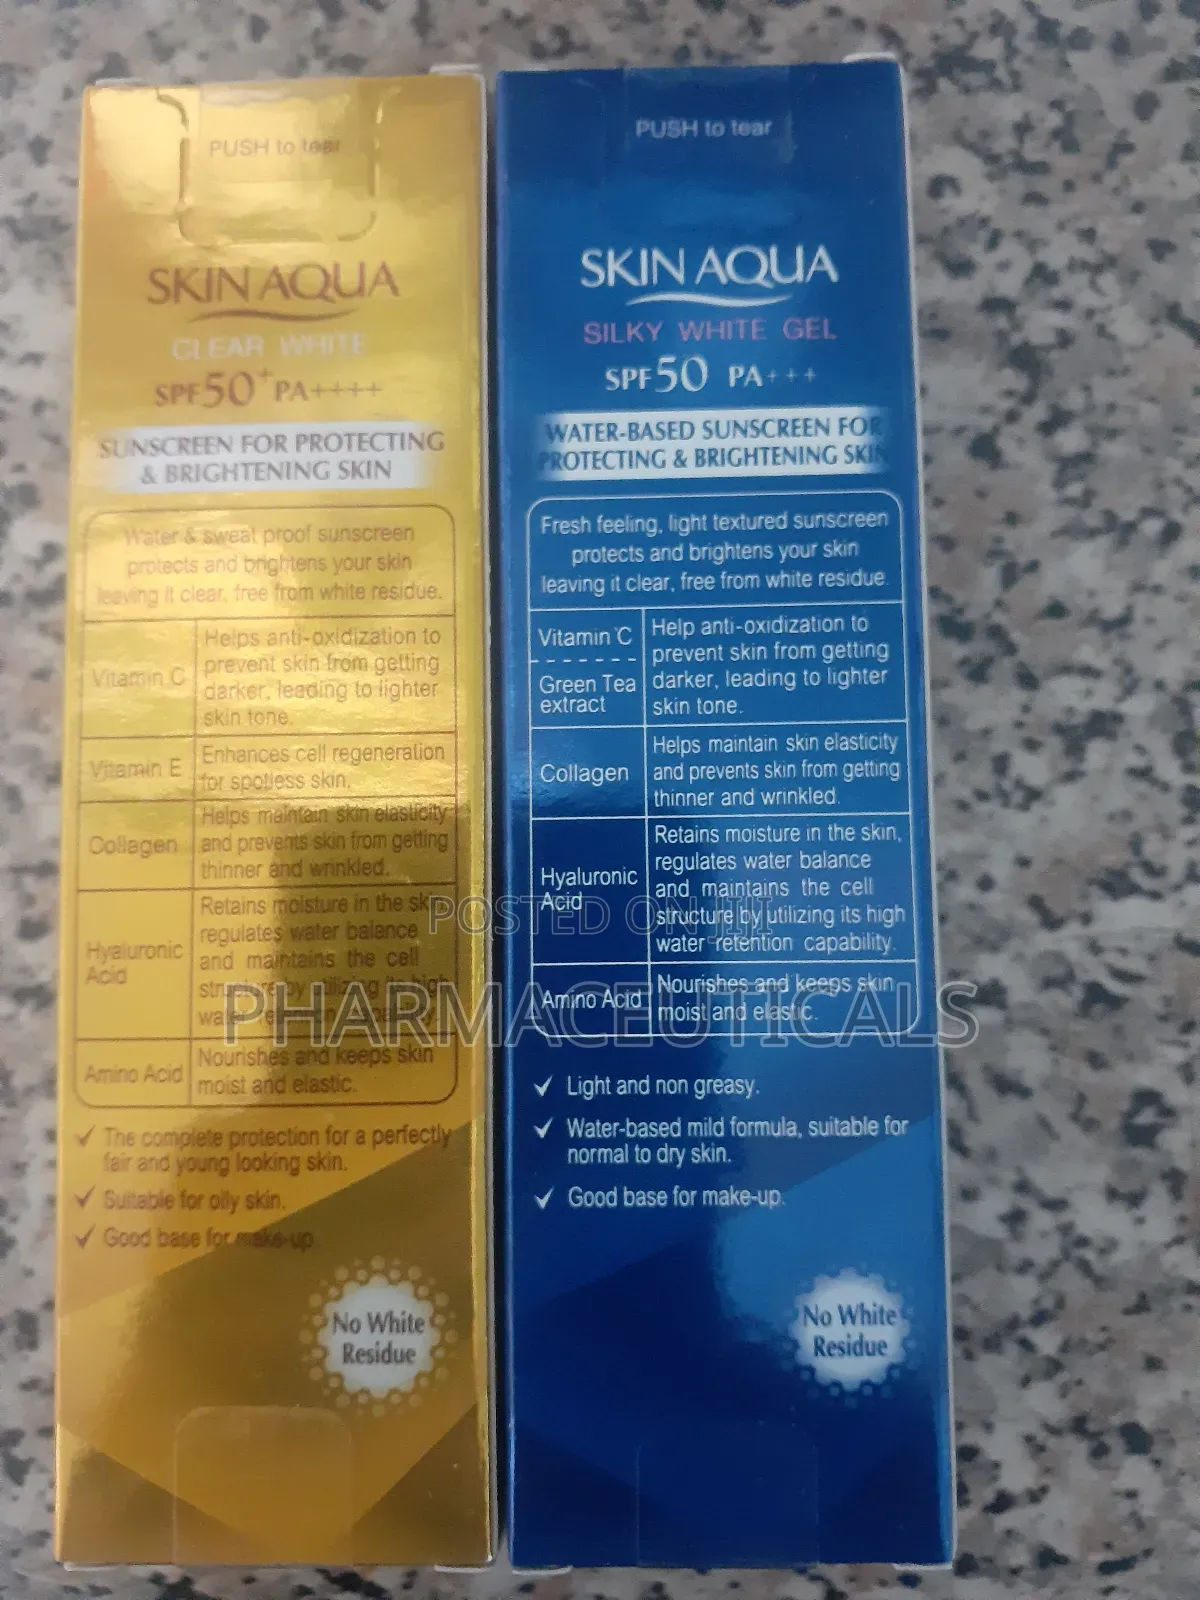 PUSH to tear
SKIN AQUA
CLEAR WHITE
SPF50+ PA++++
SUNSCREEN FOR PROTECTING
& BRIGHTENING SKIN
Water & sweat proof sunscreen
protects and brightens your skin
leaving it clear, free from white residue.
Vitamin C
Helps anti-oxidization to
prevent skin from getting
darker, leading to lighter
skin tone.
Vitamin E
Enhances cell regeneration
for spotless skin.
Collagen
Helps maintain skin elasticity
and prevents skin from getting
thinner and wrinkled.
Hyaluronic
Acid
Retains moisture in the skin,
regulates water balance
and maintains the cell
structure by utilizing its high
water
Amino Acid
Nourishes and keeps skin
moist and elastic.
✓ The complete protection for a perfectly
fair and young looking skin.
✓ Suitable for oily skin.
✓ Good base for make-up
No White
Residue
PUSH to tear
SKIN AQUA
SILKY WHITE GEL
SPF50 PA+++
WATER-BASED SUNSCREEN FOR
PROTECTING & BRIGHTENING SKIN
Fresh feeling, light textured sunscreen
protects and brightens your skin
leaving it clear, free from white residue.
Vitamin C
Green Tea
extract
Help anti-oxidization to
prevent skin from getting
darker, leading to lighter
skin tone.
Collagen
Helps maintain skin elasticity
and prevents skin from getting
thinner and wrinkled.
Hyaluronic
Acid
Retains moisture in the skin,
regulates water balance
and maintains the cell
structure by utilizing its high
water retention capability.
Amino Acid
Nourishes and keeps skin
moist and elastic.
✓ Light and non greasy.
✓ Water-based mild formula, suitable for
normal to dry skin.
✓ Good base for make-up.
No White
Residue
POSTED ON JIJI
PHARMACEUTICALS